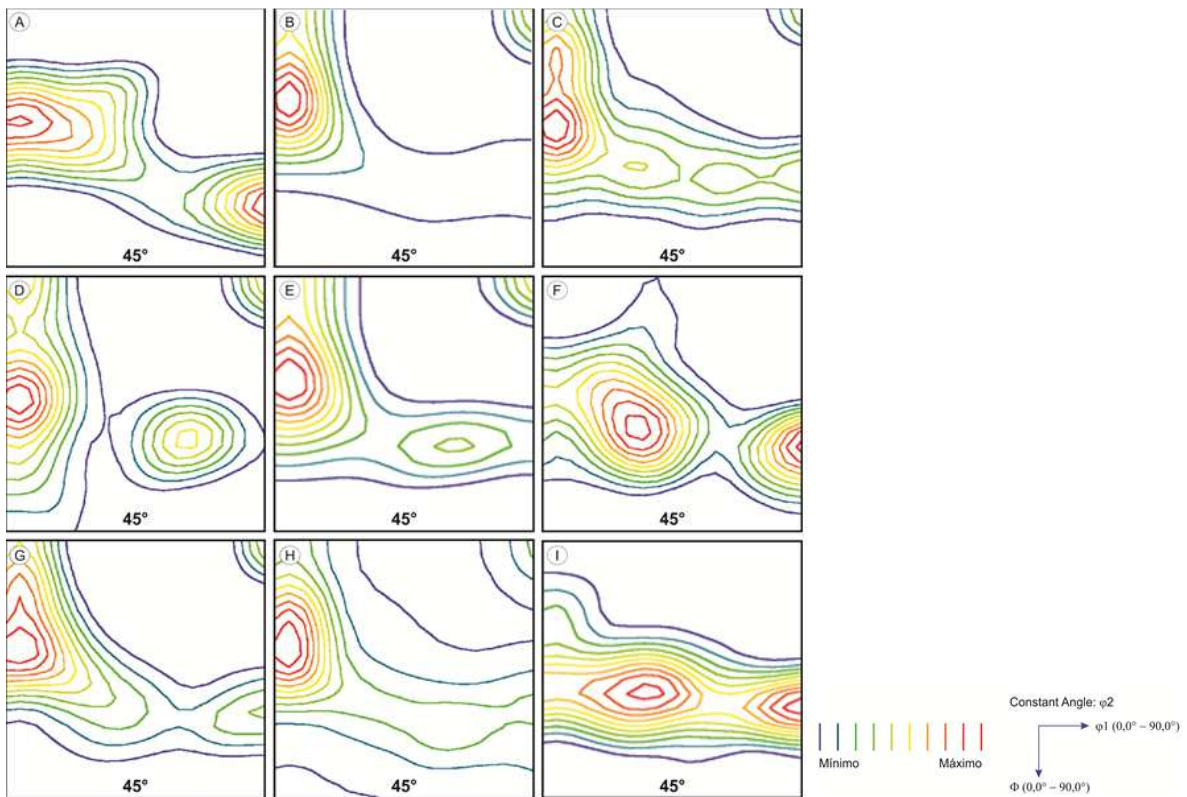 A
B
C
45°
45°
45°
D
E
F
45°
45°
45°
G
H
I
45°
45°
45°
Constant Angle: φ2
φ1 (0,0° – 90,0°)
Mínimo
Máximo
Φ (0,0° – 90,0°)